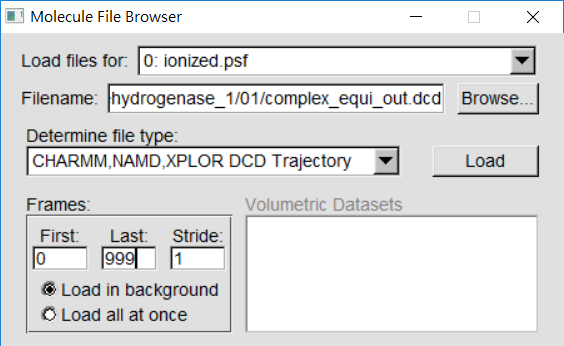 Molecule File Browser
Load files for: 0: ionized.psf
Filename: hydrogenase_1/01/complex_equi_out.dcd Browse...
Determine file type:
CHARMM,NAMD,XPLOR DCD Trajectory Load
Frames: Volumetric Datasets
First: Last: Stride:
0 999 1
Load in background
Load all at once